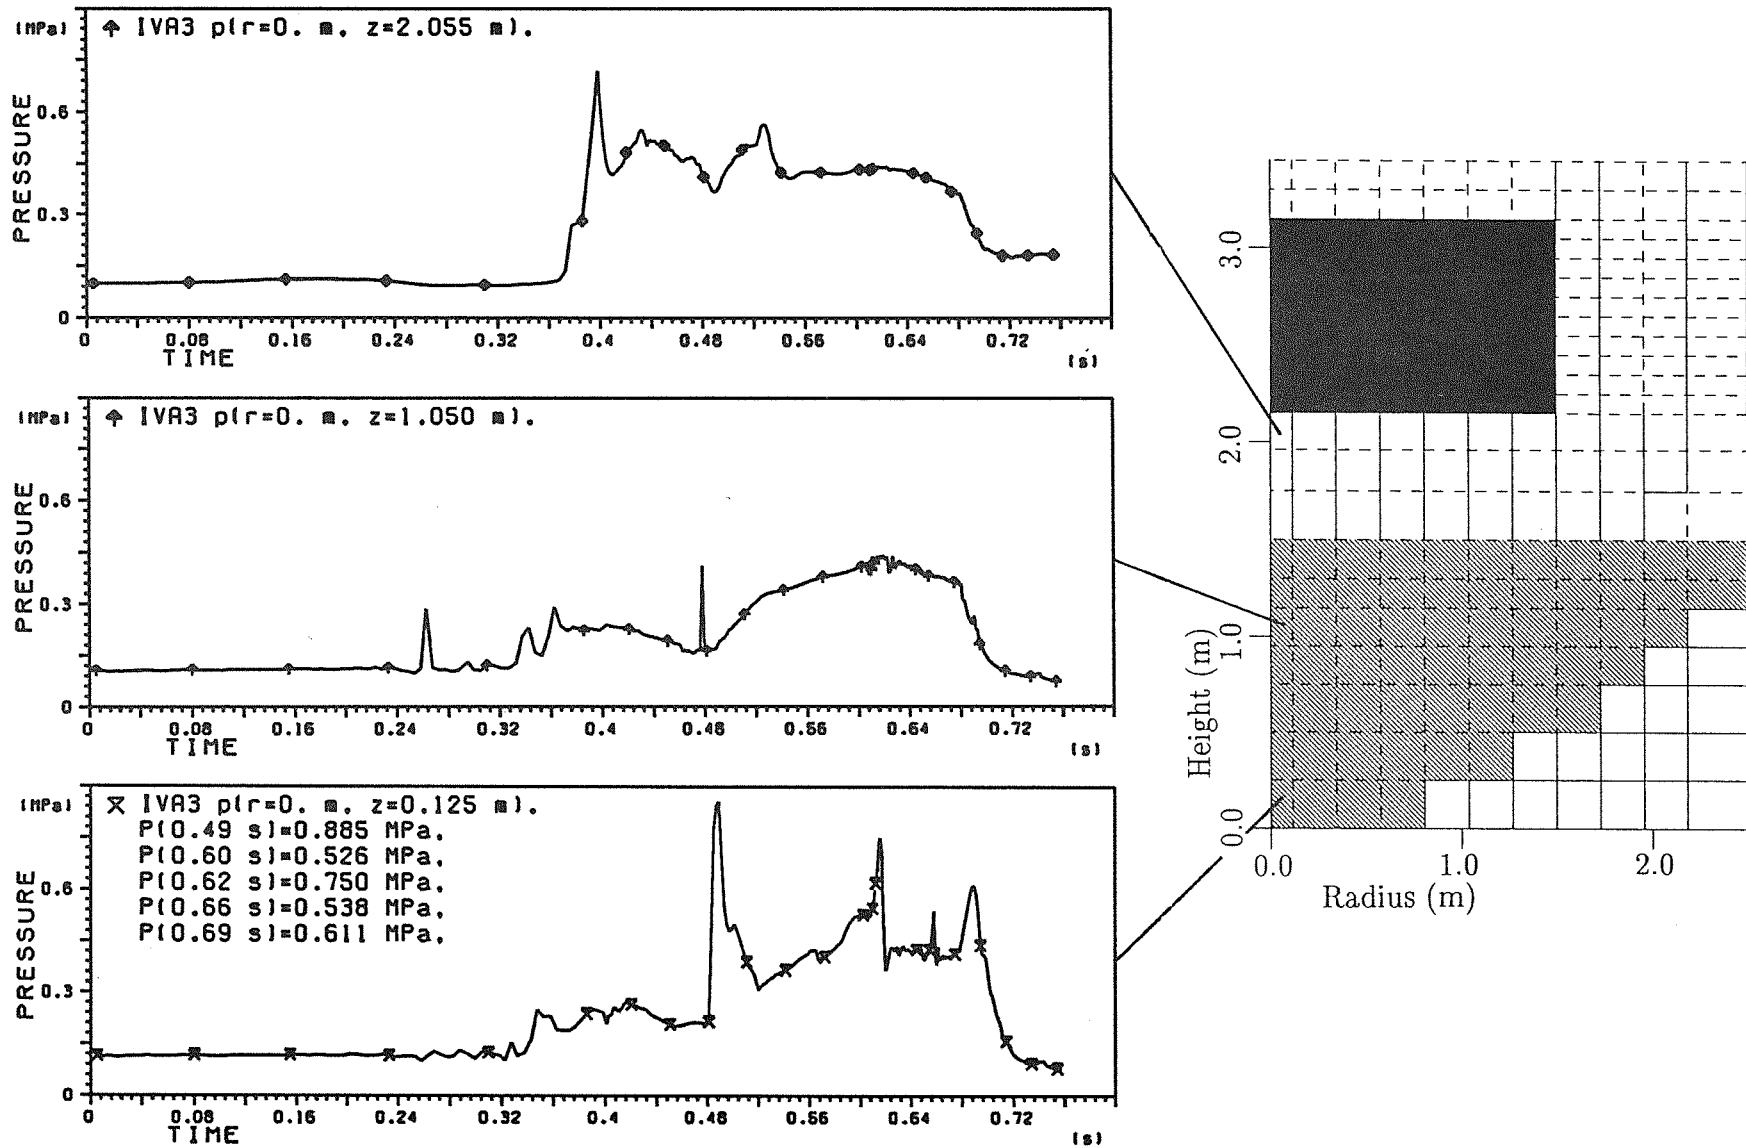 (MPa)
IVA3 p(r=0. m, z=2.055 m).
PRESSURE
0.6
0.3
0
0 0.08 0.16 0.24 0.32 0.4 0.48 0.56 0.64 0.72
TIME
(s)
(MPa)
IVA3 p(r=0. m, z=1.050 m).
PRESSURE
0.6
0.3
0
0 0.08 0.16 0.24 0.32 0.4 0.48 0.56 0.64 0.72
TIME
(s)
(MPa)
IVA3 p(r=0. m, z=0.125 m).
P(0.49 s)=0.885 MPa,
P(0.60 s)=0.526 MPa,
P(0.62 s)=0.750 MPa,
P(0.66 s)=0.538 MPa,
P(0.69 s)=0.611 MPa,
PRESSURE
0.6
0.3
0
0 0.08 0.16 0.24 0.32 0.4 0.48 0.56 0.64 0.72
TIME
(s)
3.0
2.0
1.0
0.0
Height (m)
0.0 1.0 2.0
Radius (m)